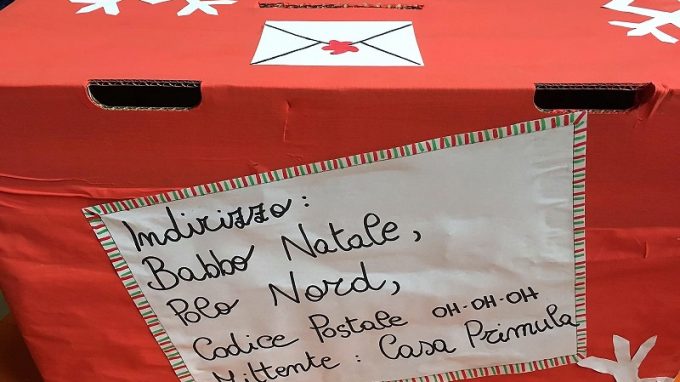 Indirizzo:
Babbo Natale,
Polo Nord,
Codice Postale OH-OH-OH
Mittente: Casa Primula